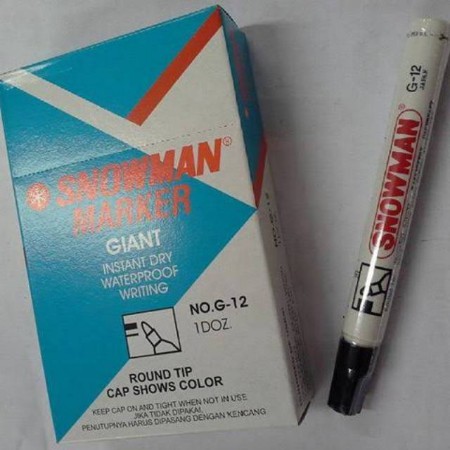 SNOWMAN®
MARKER
GIANT
INSTANT DRY
WATERPROOF
WRITING
NO.G-12
1 DOZ.
ROUND TIP
CAP SHOWS COLOR
KEEP CAP ON AND TIGHT WHEN NOT IN USE
JIKA TIDAK DIPAKAI,
PENUTUPNYA HARUS DIPASANG DENGAN KENCANG
G-12
SNOWMAN®